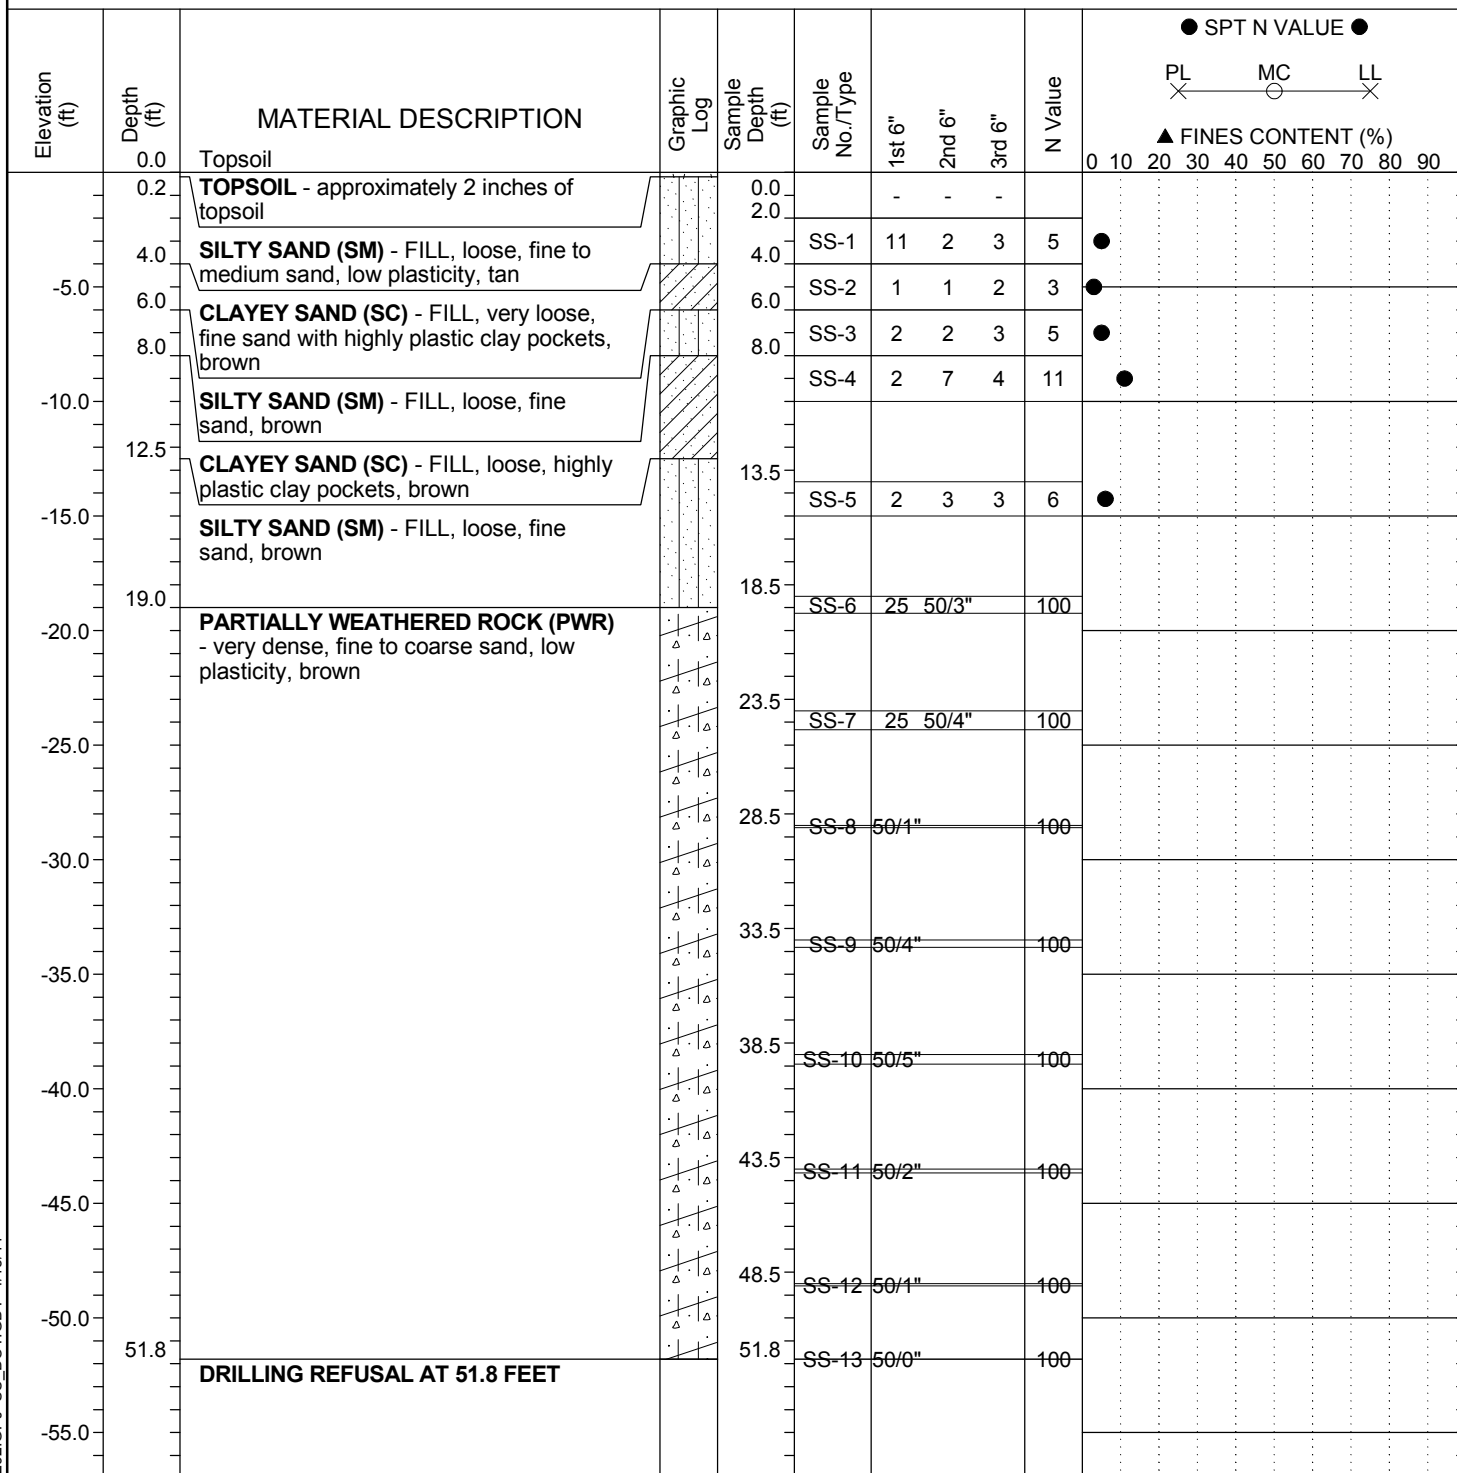 ● SPT N VALUE ●
PL MC LL
▲ FINES CONTENT (%)
0 10 20 30 40 50 60 70 80 90
Elevation (ft)
Depth (ft)
MATERIAL DESCRIPTION
Graphic Log
Sample Depth (ft)
Sample No./Type
1st 6"
2nd 6"
3rd 6"
N Value
0.0 Topsoil
0.2 TOPSOIL - approximately 2 inches of
topsoil
0.0 - - -
2.0
4.0 SILTY SAND (SM) - FILL, loose, fine to
medium sand, low plasticity, tan
SS-1 11 2 3 5
4.0
-5.0
SS-2 1 1 2 3
6.0
6.0 CLAYEY SAND (SC) - FILL, very loose,
fine sand with highly plastic clay pockets,
brown
SS-3 2 2 3 5
8.0
8.0
SS-4 2 7 4 11
-10.0
SILTY SAND (SM) - FILL, loose, fine
sand, brown
12.5
CLAYEY SAND (SC) - FILL, loose, highly
plastic clay pockets, brown
13.5
SS-5 2 3 3 6
-15.0
SILTY SAND (SM) - FILL, loose, fine
sand, brown
18.5
19.0
SS-6 25 50/3" 100
-20.0
PARTIALLY WEATHERED ROCK (PWR)
- very dense, fine to coarse sand, low
plasticity, brown
23.5
SS-7 25 50/4" 100
-25.0
28.5
SS-8 50/1" 100
-30.0
33.5
SS-9 50/4" 100
-35.0
38.5
SS-10 50/5" 100
-40.0
43.5
SS-11 50/2" 100
-45.0
48.5
SS-12 50/1" 100
-50.0
51.8
51.8
SS-13 50/0" 100
DRILLING REFUSAL AT 51.8 FEET
-55.0